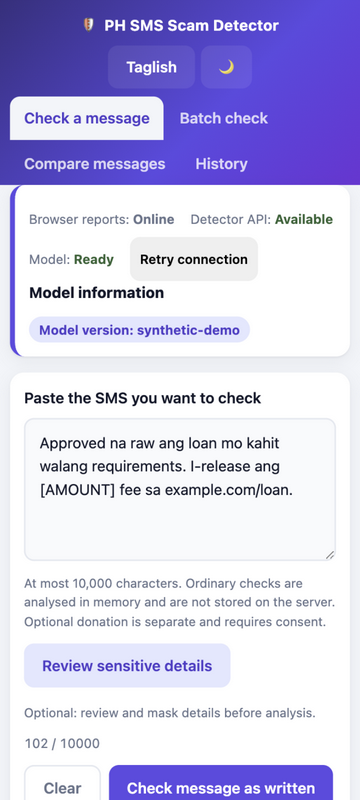 PH SMS Scam Detector
Taglish
Check a message
Batch check
Compare messages
History
Browser reports: Online
Detector API: Available
Model: Ready
Retry connection
Model information
Model version: synthetic-demo
Paste the SMS you want to check
Approved na raw ang loan mo kahit
walang requirements. I-release ang
[AMOUNT] fee sa example.com/loan.
At most 10,000 characters. Ordinary checks are
analysed in memory and are not stored on the server.
Optional donation is separate and requires consent.
Review sensitive details
Optional: review and mask details before analysis.
102 / 10000
Clear
Check message as written